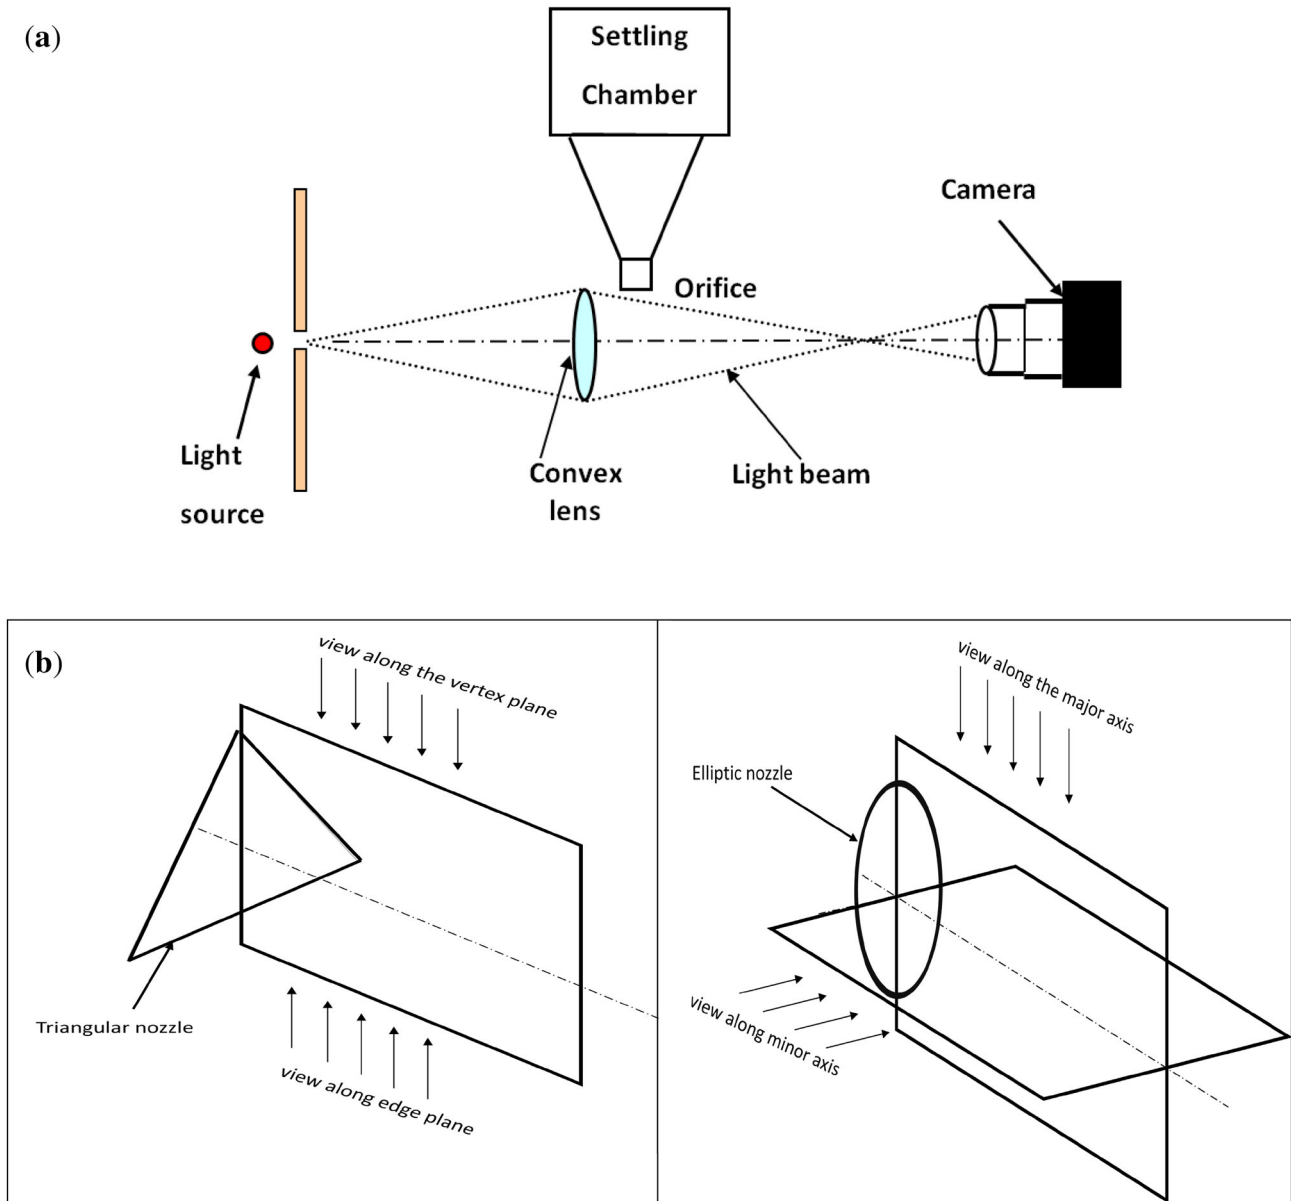 (a)
Settling
Chamber
Camera
Orifice
Light
source
Convex
lens
Light beam
(b)
view along the vertex plane
Triangular nozzle
view along edge plane
view along the major axis
Elliptic nozzle
view along minor axis